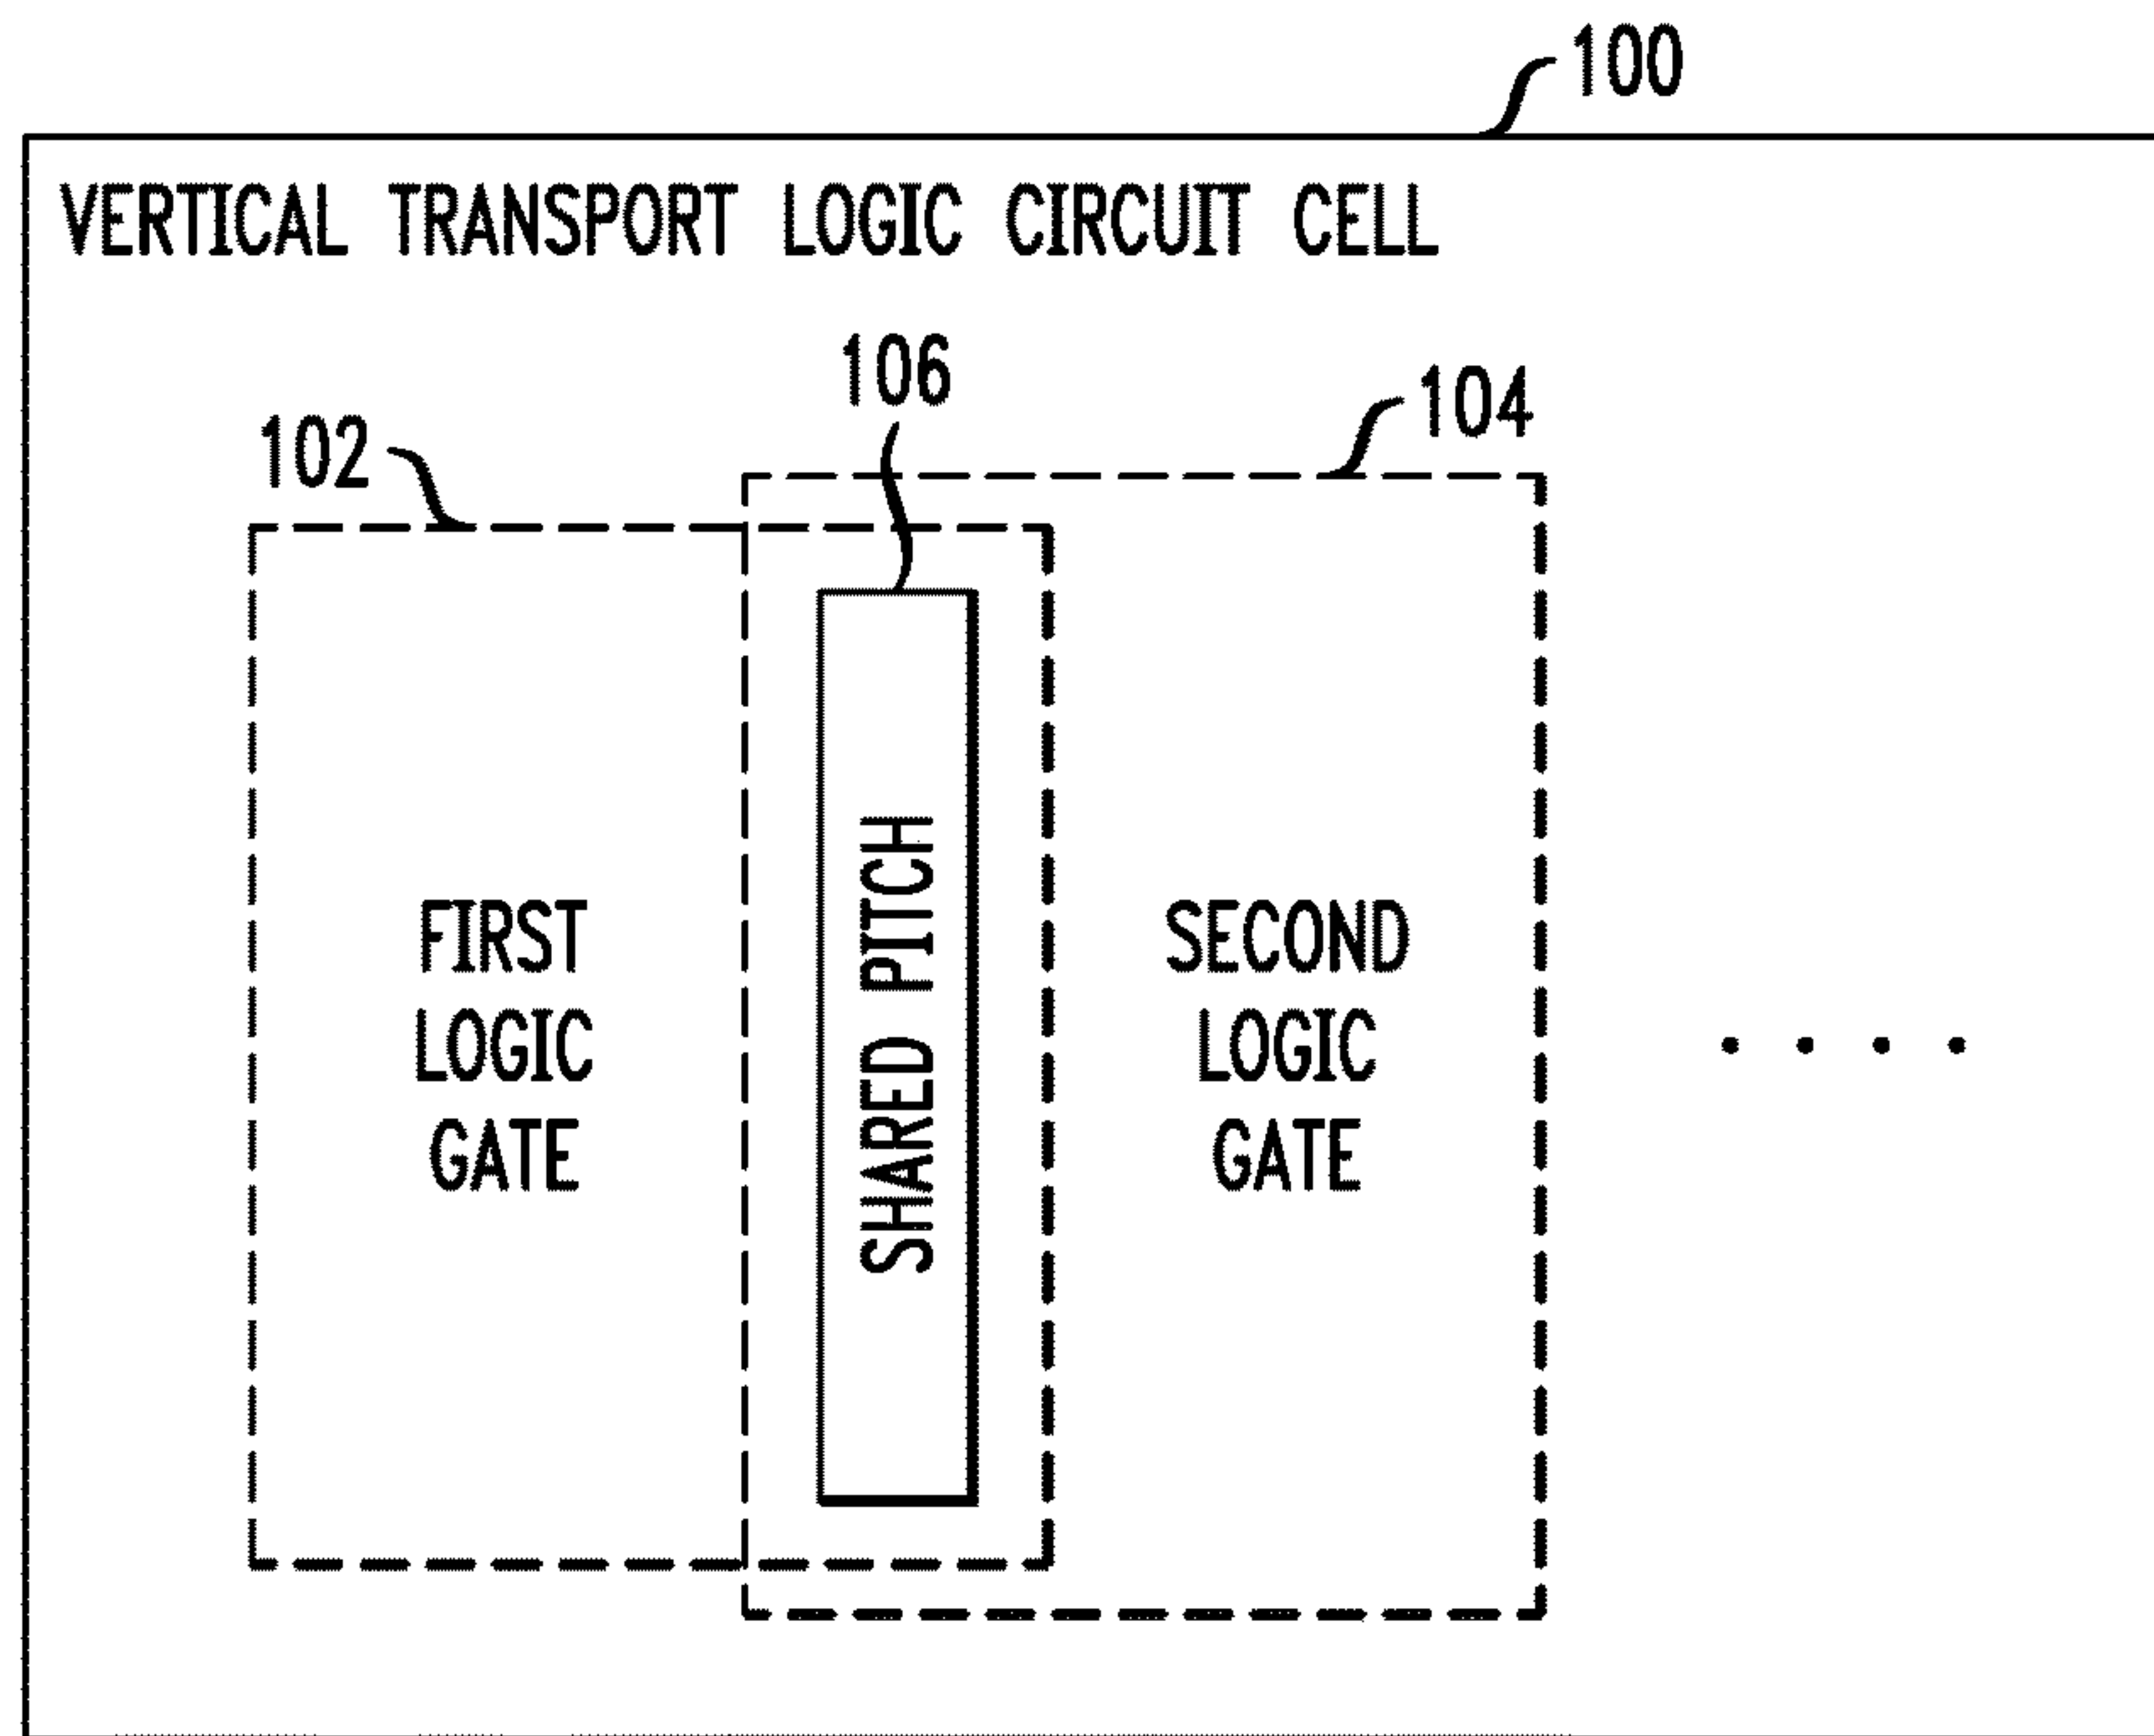 100
VERTICAL TRANSPORT LOGIC CIRCUIT CELL
106
104
102
FIRST
LOGIC
GATE
SHARED PITCH
SECOND
LOGIC
GATE